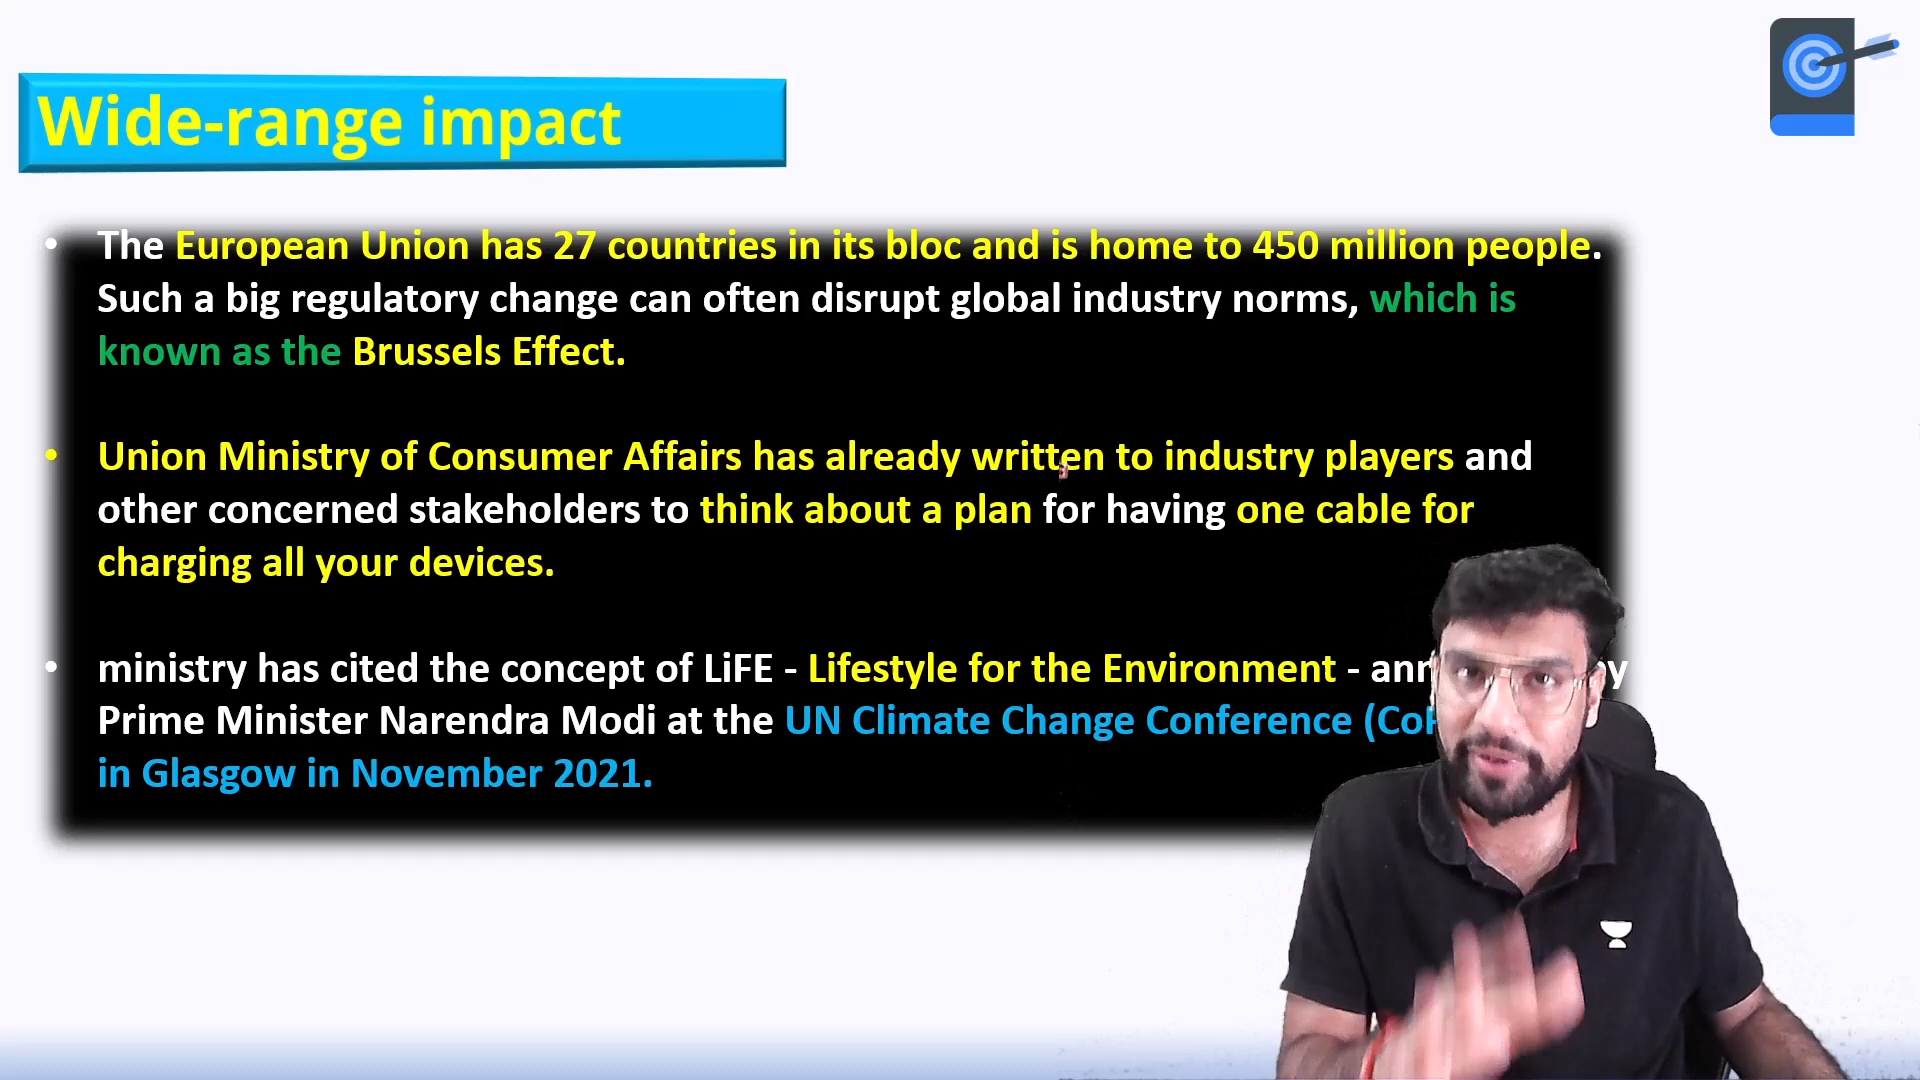 Wide-range impact
• The European Union has 27 countries in its bloc and is home to 450 million people.
Such a big regulatory change can often disrupt global industry norms, which is
known as the Brussels Effect.
• Union Ministry of Consumer Affairs has already written to industry players and
other concerned stakeholders to think about a plan for having one cable for
charging all your devices.
• ministry has cited the concept of LiFE - Lifestyle for the Environment -
Prime Minister Narendra Modi at the UN Climate Change Conference
in Glasgow in November 2021.